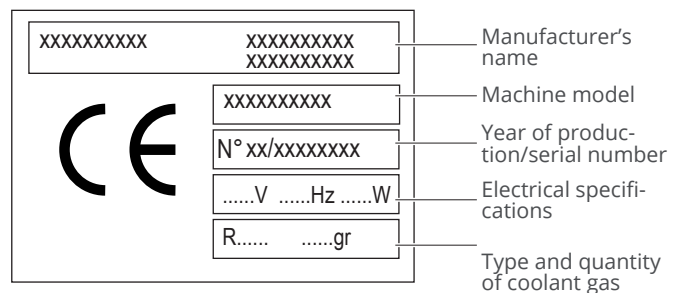 xxxxxxxxxx xxxxxxxxxx
xxxxxxxxxx
Manufacturer's
name
xxxxxxxxxx
Machine model
CE
N° xx/xxxxxxxx
Year of produc-
tion/serial number
......V ......Hz ......W
Electrical specifi-
cations
R...... ......gr
Type and quantity
of coolant gas